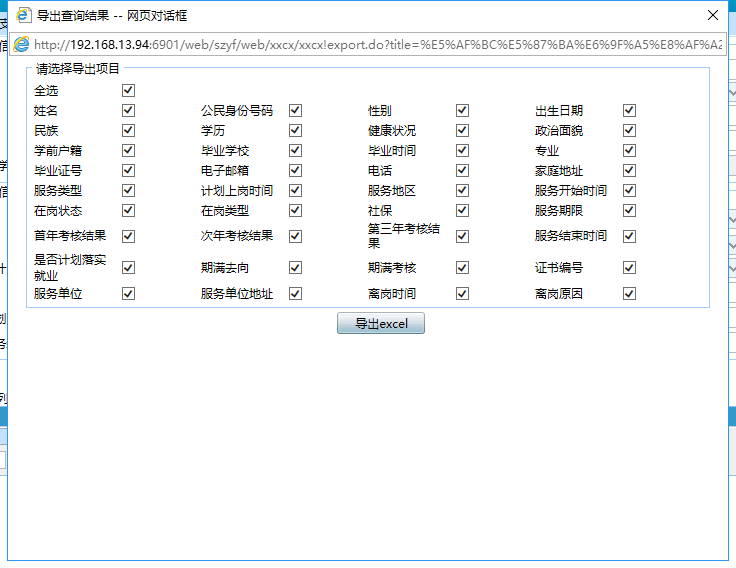 导出查询结果 -- 网页对话框
http://192.168.13.94:6901/web/szyf/web/xxcx/xxcx!export.do?title=%E5%AF%BC%E5%87%BA%E6%9F%A5%E8%AF%A2
请选择导出项目
全选
姓名 公民身份号码 性别 出生日期
民族 学历 健康状况 政治面貌
学前户籍 毕业学校 毕业时间 专业
毕业证号 电子邮箱 电话 家庭地址
服务类型 计划上岗时间 服务地区 服务开始时间
在岗状态 在岗类型 社保 服务期限
首年考核结果 次年考核结果 第三年考核结果 服务结束时间
是否计划落实就业 期满去向 期满考核 证书编号
服务单位 服务单位地址 离岗时间 离岗原因
导出excel